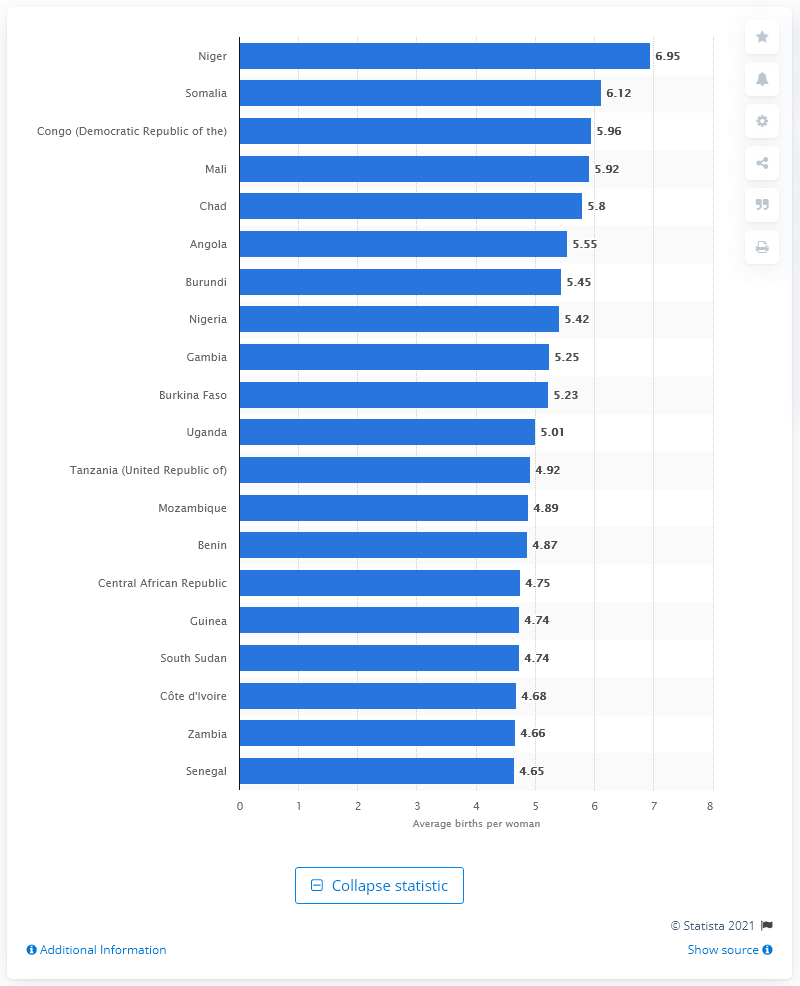 Niger 6.95
Somalia 6.12
Congo (Democratic Republic of the) 5.96
Mali 5.92
Chad 5.8
Angola 5.55
Burundi 5.45
Nigeria 5.42
Gambia 5.25
Burkina Faso 5.23
Uganda 5.01
Tanzania (United Republic of) 4.92
Mozambique 4.89
Benin 4.87
Central African Republic 4.75
Guinea 4.74
South Sudan 4.74
Côte d'Ivoire 4.68
Zambia 4.66
Senegal 4.65
0 1 2 3 4 5 6 7 8
Average births per woman
Collapse statistic
© Statista 2021
Additional Information Show source